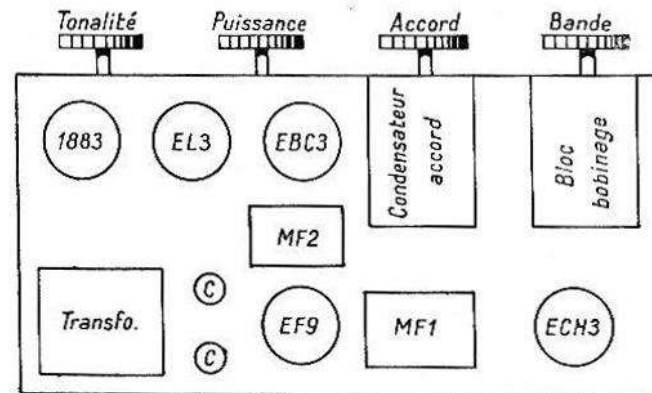 Tonalité
Puissance
Accord
Bande
1883
EL3
EBC3
Condensateur
accord
Bloc
bobinage
MF2
Transfo.
C
C
EF9
MF1
ECH3